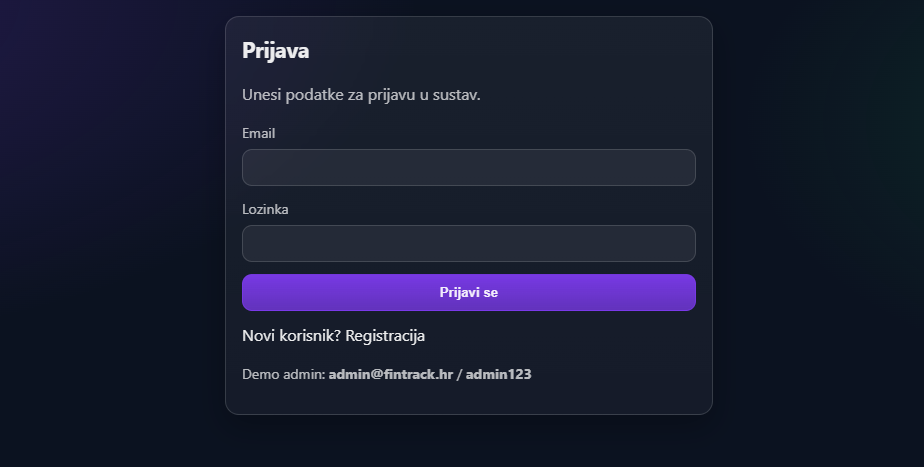 Prijava
Unesi podatke za prijavu u sustav.
Email
Lozinka
Prijavi se
Novi korisnik? Registracija
Demo admin: admin@fintrack.hr / admin123